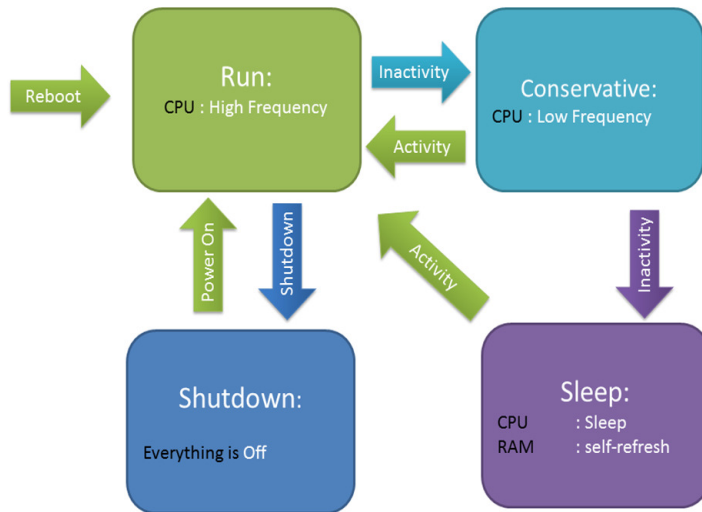 Reboot
Run:
CPU : High Frequency
Inactivity
Conservative:
CPU : Low Frequency
Activity
Power On
Shutdown
Activity
Inactivity
Shutdown:
Everything is Off
Sleep:
CPU : Sleep
RAM : self-refresh